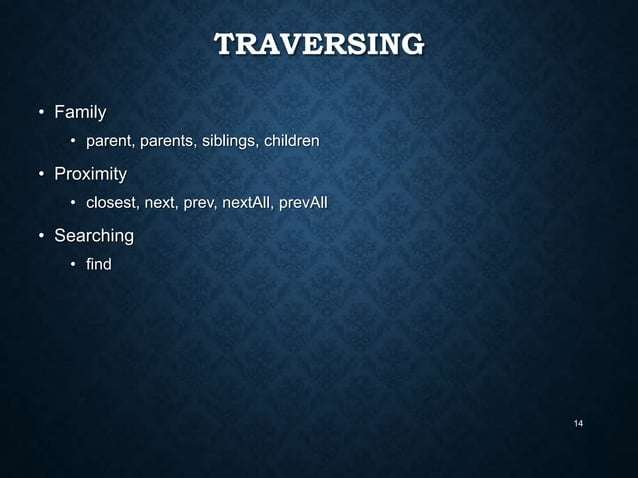 TRAVERSING
• Family
• parent, parents, siblings, children
• Proximity
• closest, next, prev, nextAll, prevAll
• Searching
• find
14